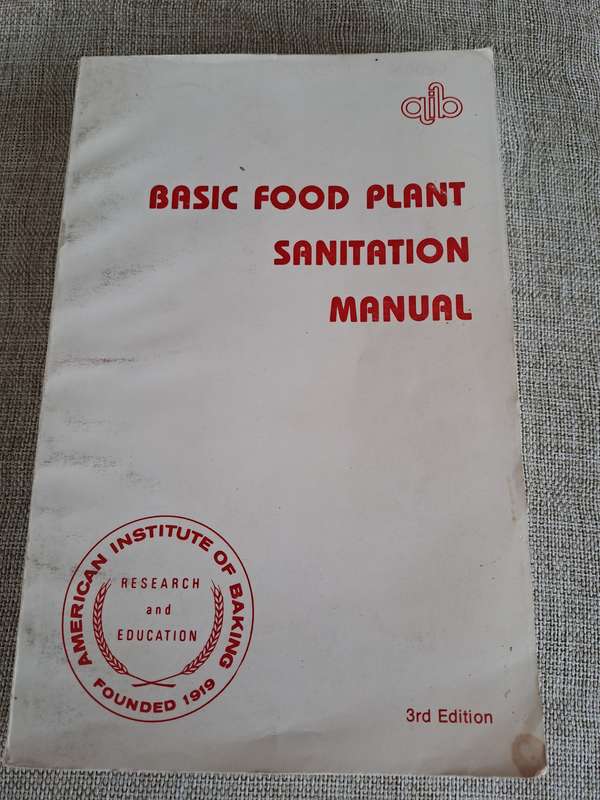 aib
BASIC FOOD PLANT
SANITATION
MANUAL
AMERICAN INSTITUTE OF BAKING
RESEARCH
and
EDUCATION
FOUNDED 1919
3rd Edition